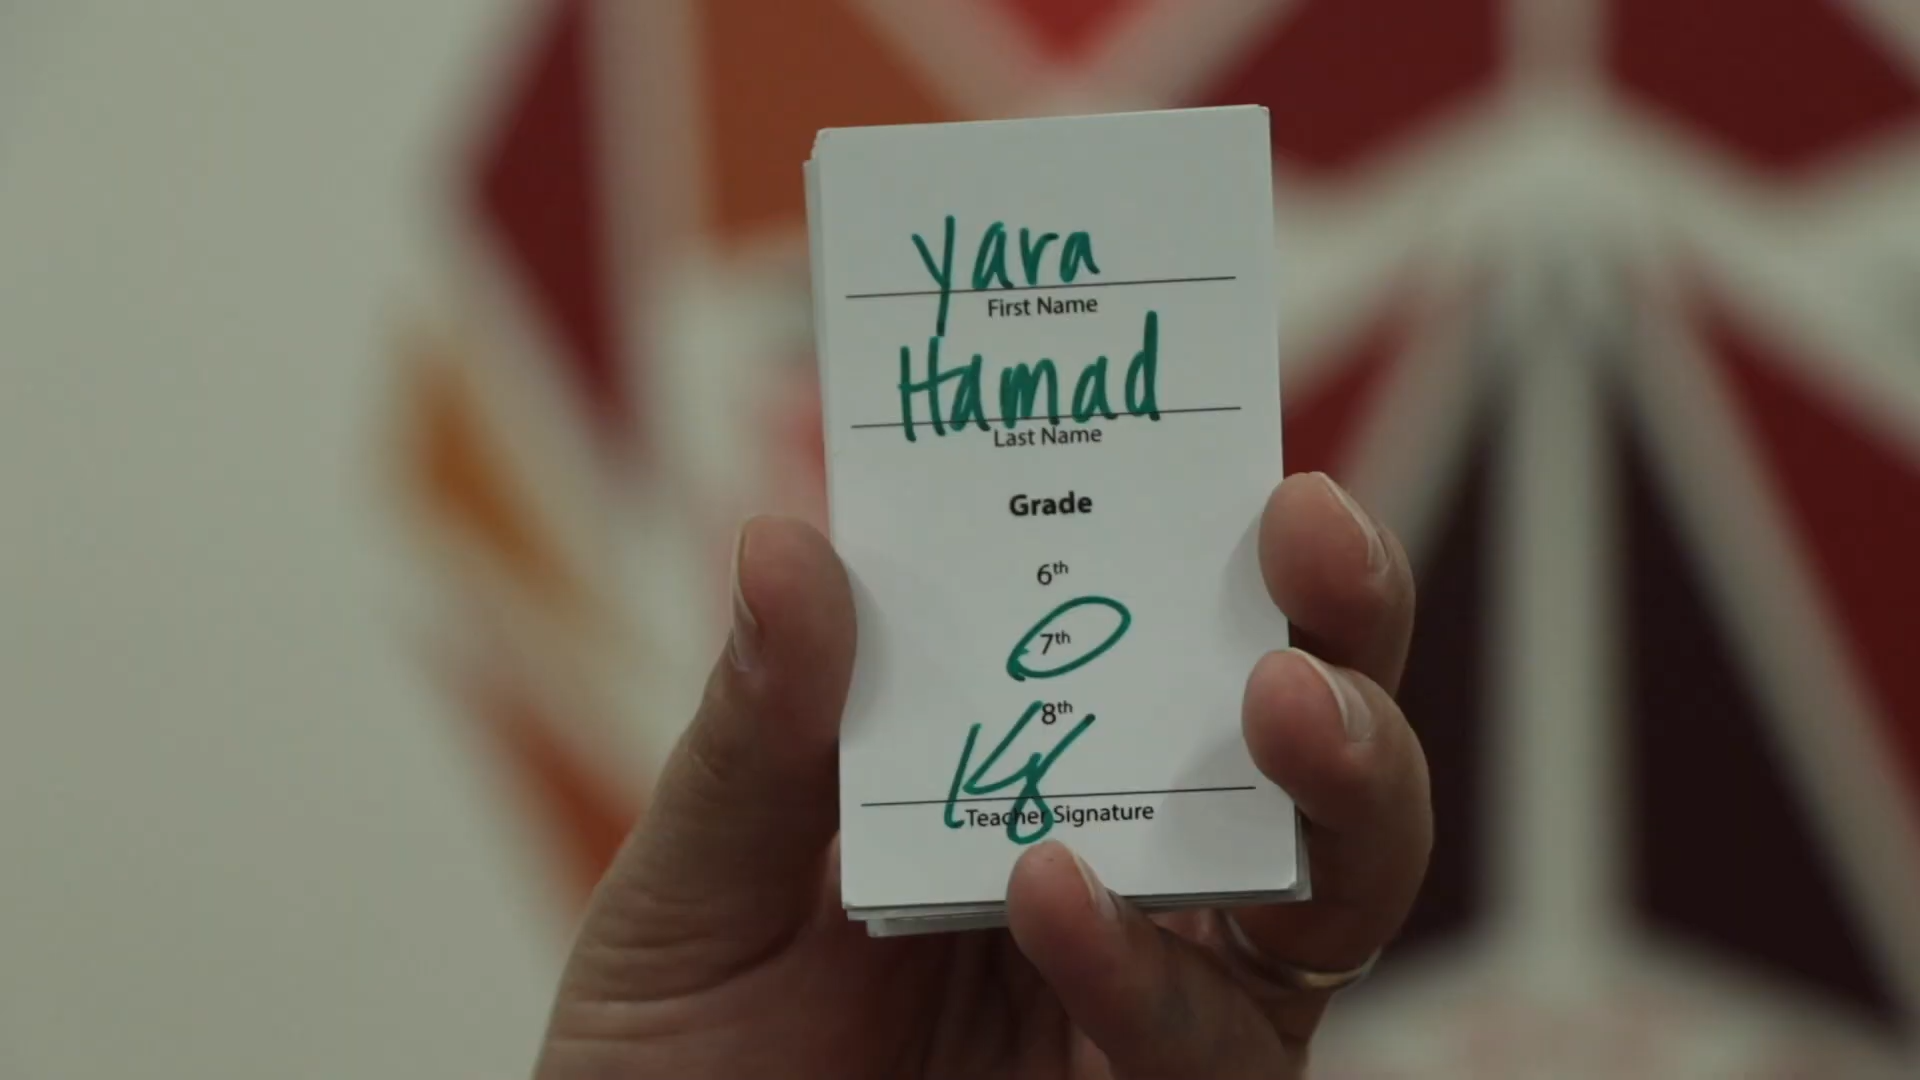 Yara
First Name
Hamad
Last Name
Grade
6th
7th
8th
Teacher Signature